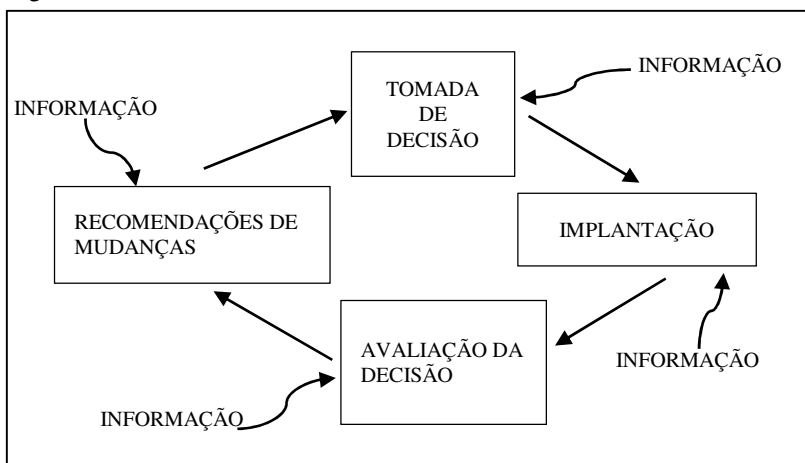 INFORMAÇÃO
TOMADA
DE
DECISÃO
INFORMAÇÃO
RECOMENDAÇÕES DE
MUDANÇAS
IMPLANTAÇÃO
AVALIAÇÃO DA
DECISÃO
INFORMAÇÃO
INFORMAÇÃO